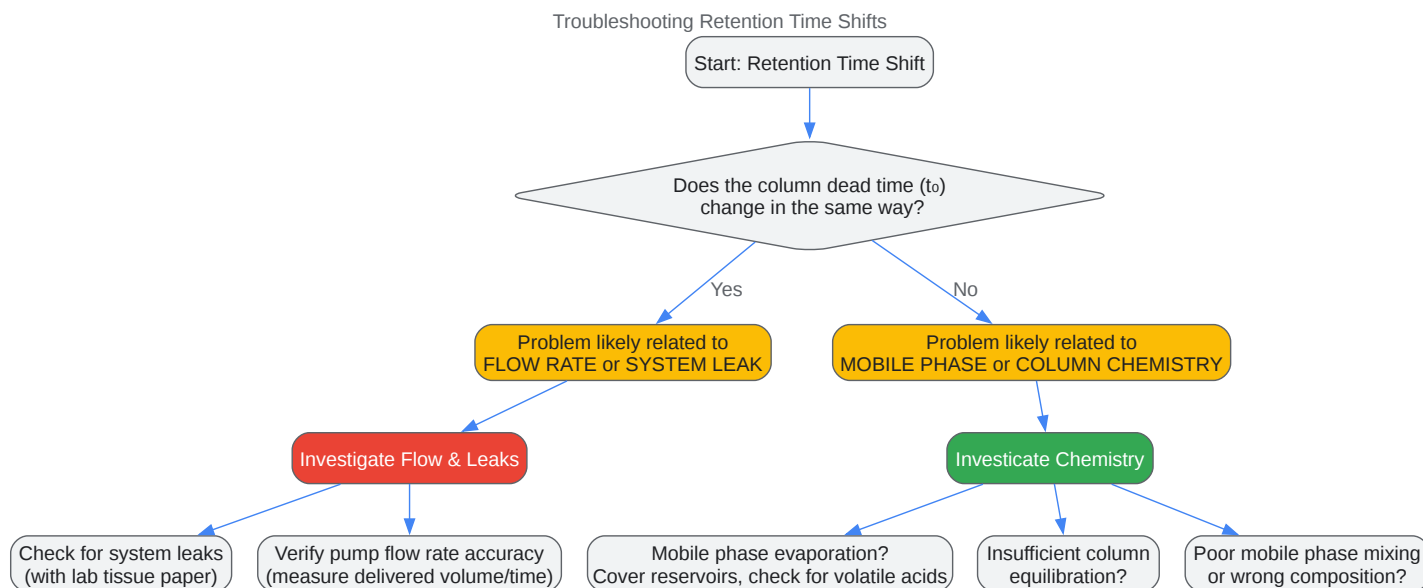 Troubleshooting Retention Time Shifts
Start: Retention Time Shift
Does the column dead time (t₀)
change in the same way?
Yes
No
Problem likely related to
FLOW RATE or SYSTEM LEAK
Problem likely related to
MOBILE PHASE or COLUMN CHEMISTRY
Investigate Flow & Leaks
Investicate Chemistry
Check for system leaks
(with lab tissue paper)
Verify pump flow rate accuracy
(measure delivered volume/time)
Mobile phase evaporation?
Cover reservoirs, check for volatile acids
Insufficient column
equilibration?
Poor mobile phase mixing
or wrong composition?